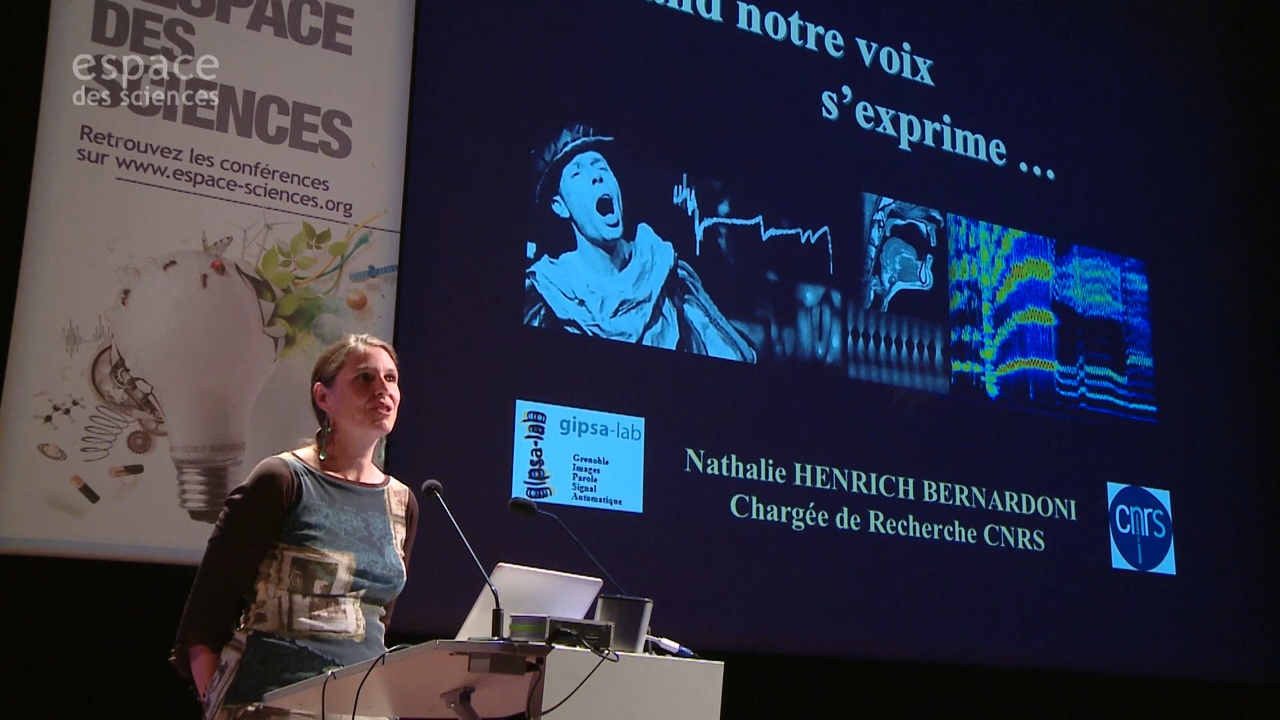 ESPACE
DES
SCIENCES
espace
des sciences
Retrouvez les conférences
sur www.espace-sciences.org
notre voix
s’exprime ...
gipsa-lab
gipsa-lab
Grenoble
Images
Parole
Signal
Automatique
Nathalie HENRICH BERNARDONI
Chargée de Recherche CNRS
cnrs